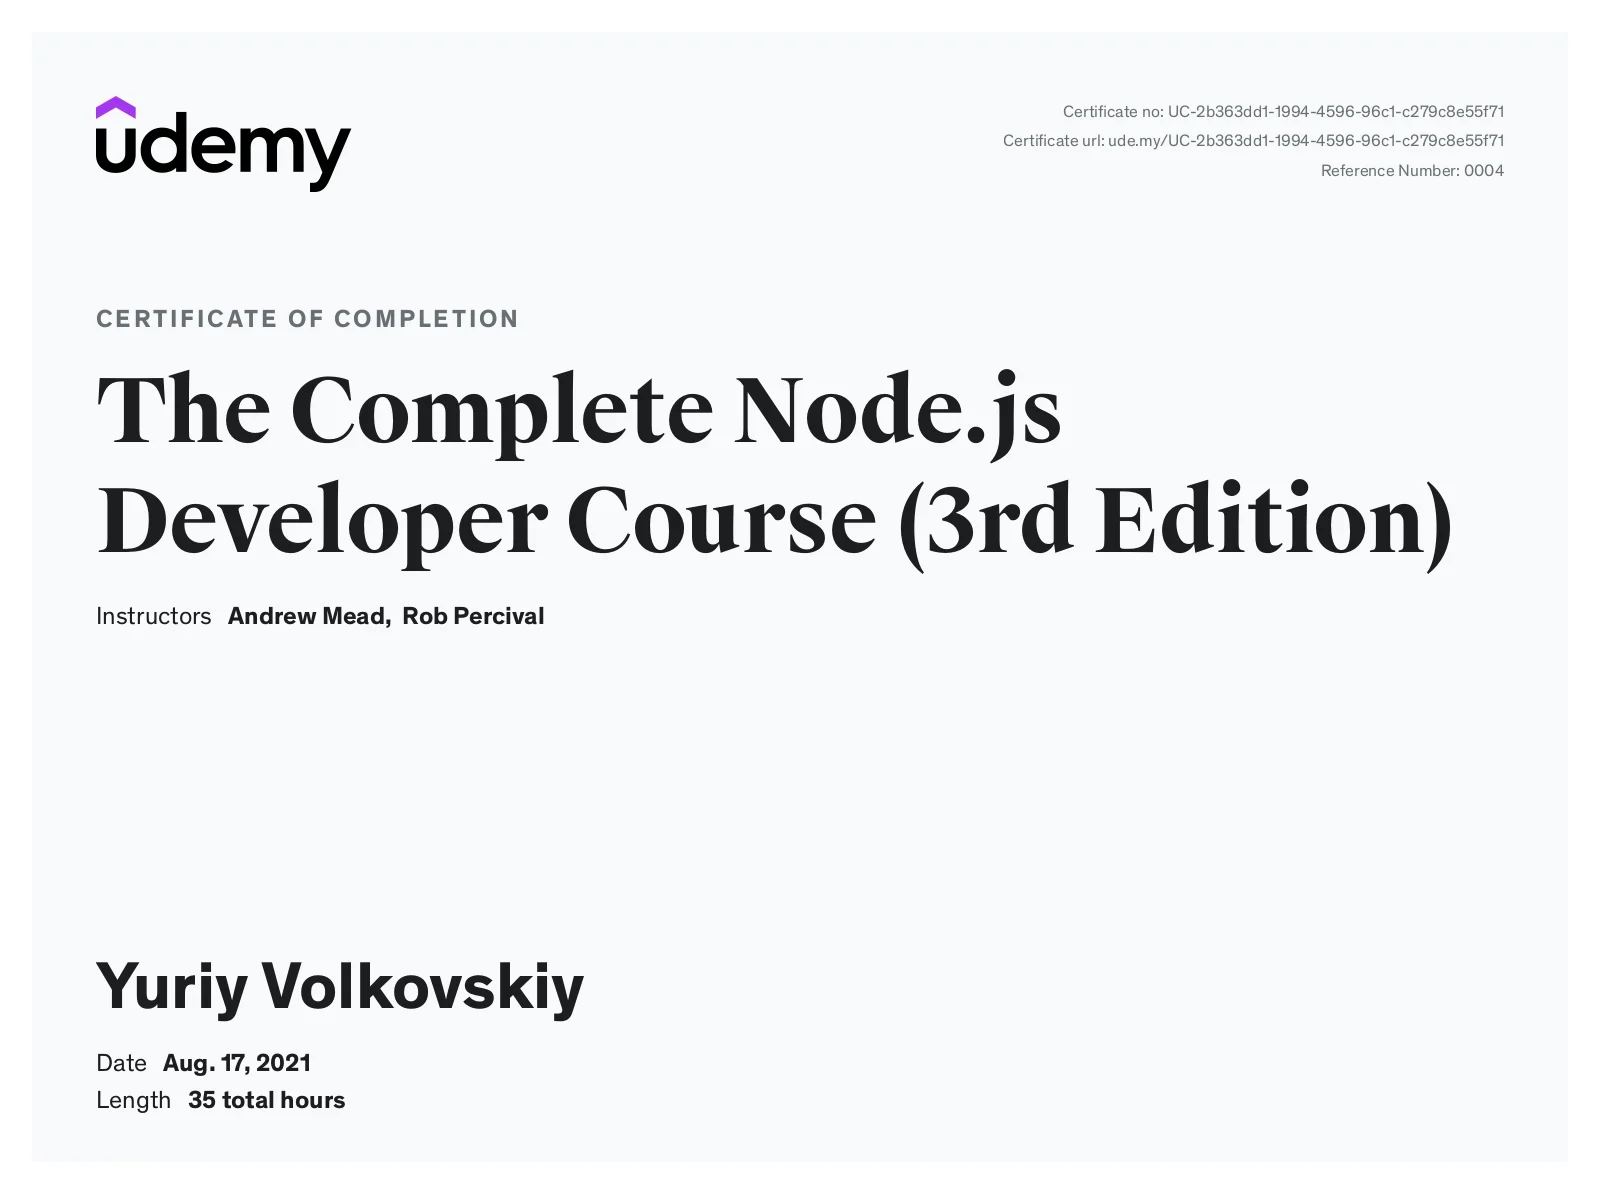 udemy
Certificate no: UC-2b363dd1-1994-4596-96c1-c279c8e55f71
Certificate url: ude.my/UC-2b363dd1-1994-4596-96c1-c279c8e55f71
Reference Number: 0004
CERTIFICATE OF COMPLETION
The Complete Node.js
Developer Course (3rd Edition)
Instructors Andrew Mead, Rob Percival
Yuriy Volkovskiy
Date Aug. 17, 2021
Length 35 total hours